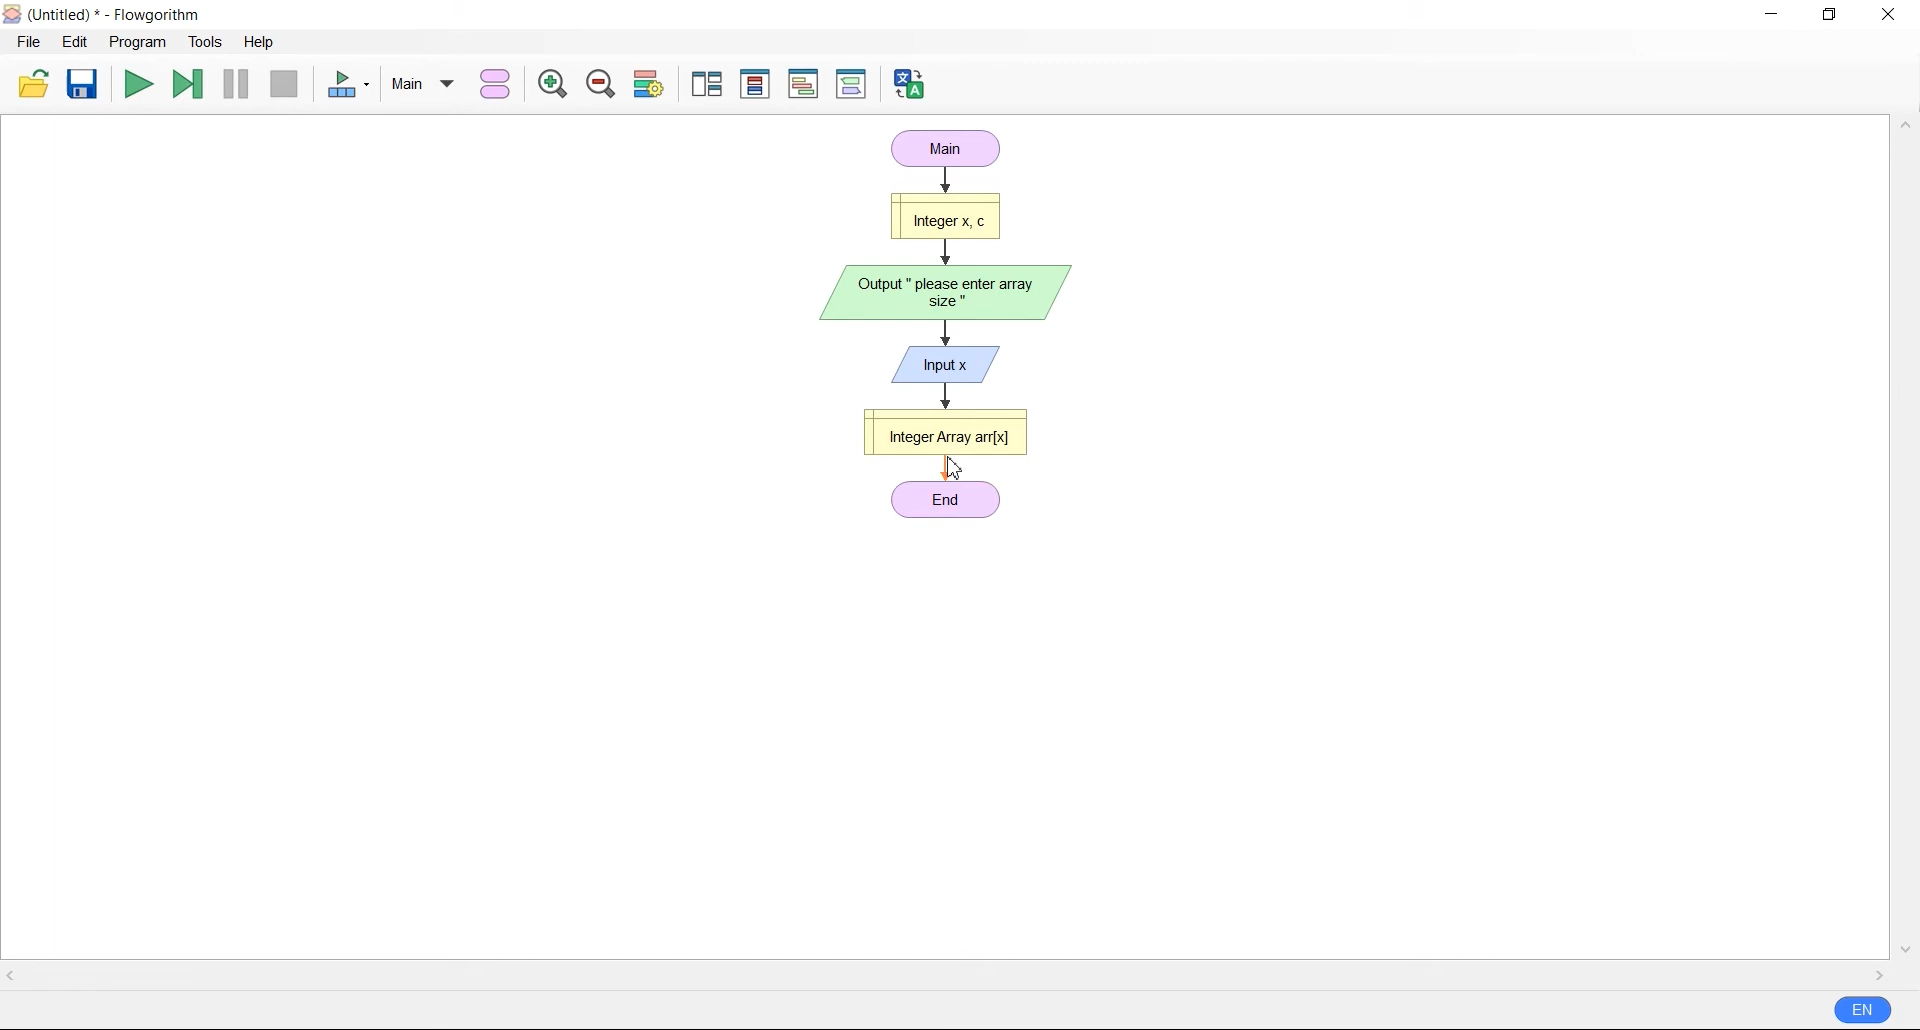 (Untitled) * - Flowgorithm
File Edit Program Tools Help
Main
文 A
Main
Integer x, c
Output " please enter array
size "
Input x
Integer Array arr[x]
End
EN